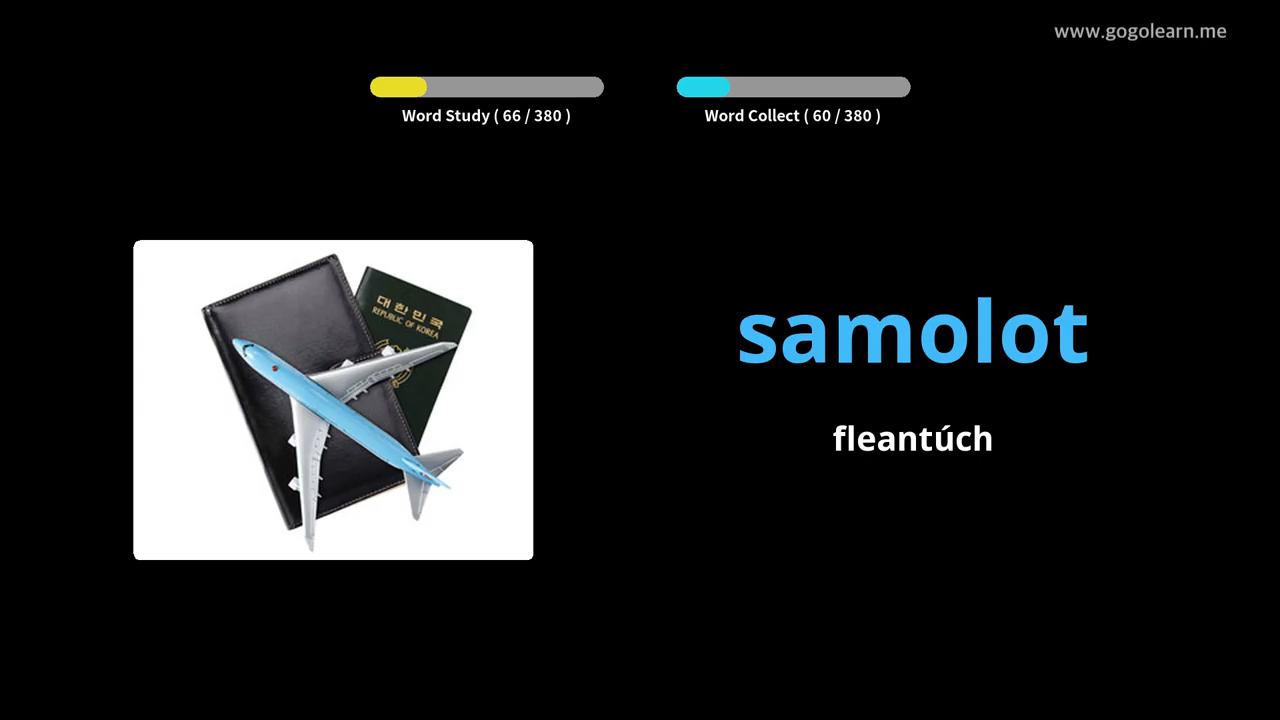 www.gogolearn.me
Word Study ( 66 / 380 )
Word Collect ( 60 / 380 )
대한민국
REPUBLIC OF KOREA
samolot
fleantúch